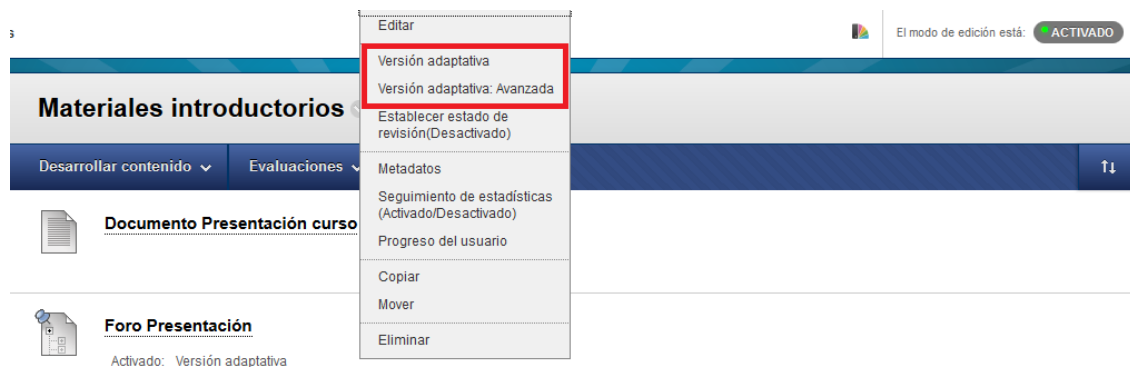 s
Editar
El modo de edición está: ACTIVADO
Versión adaptativa
Versión adaptativa: Avanzada
Materiales introductorios
Establecer estado de
revisión(Desactivado)
Desarrollar contenido
Evaluaciones
Metadatos
Seguimiento de estadísticas
(Activado/Desactivado)
Progreso del usuario
Copiar
Mover
Eliminar
Documento Presentación curso
Foro Presentación
Activado: Versión adaptativa